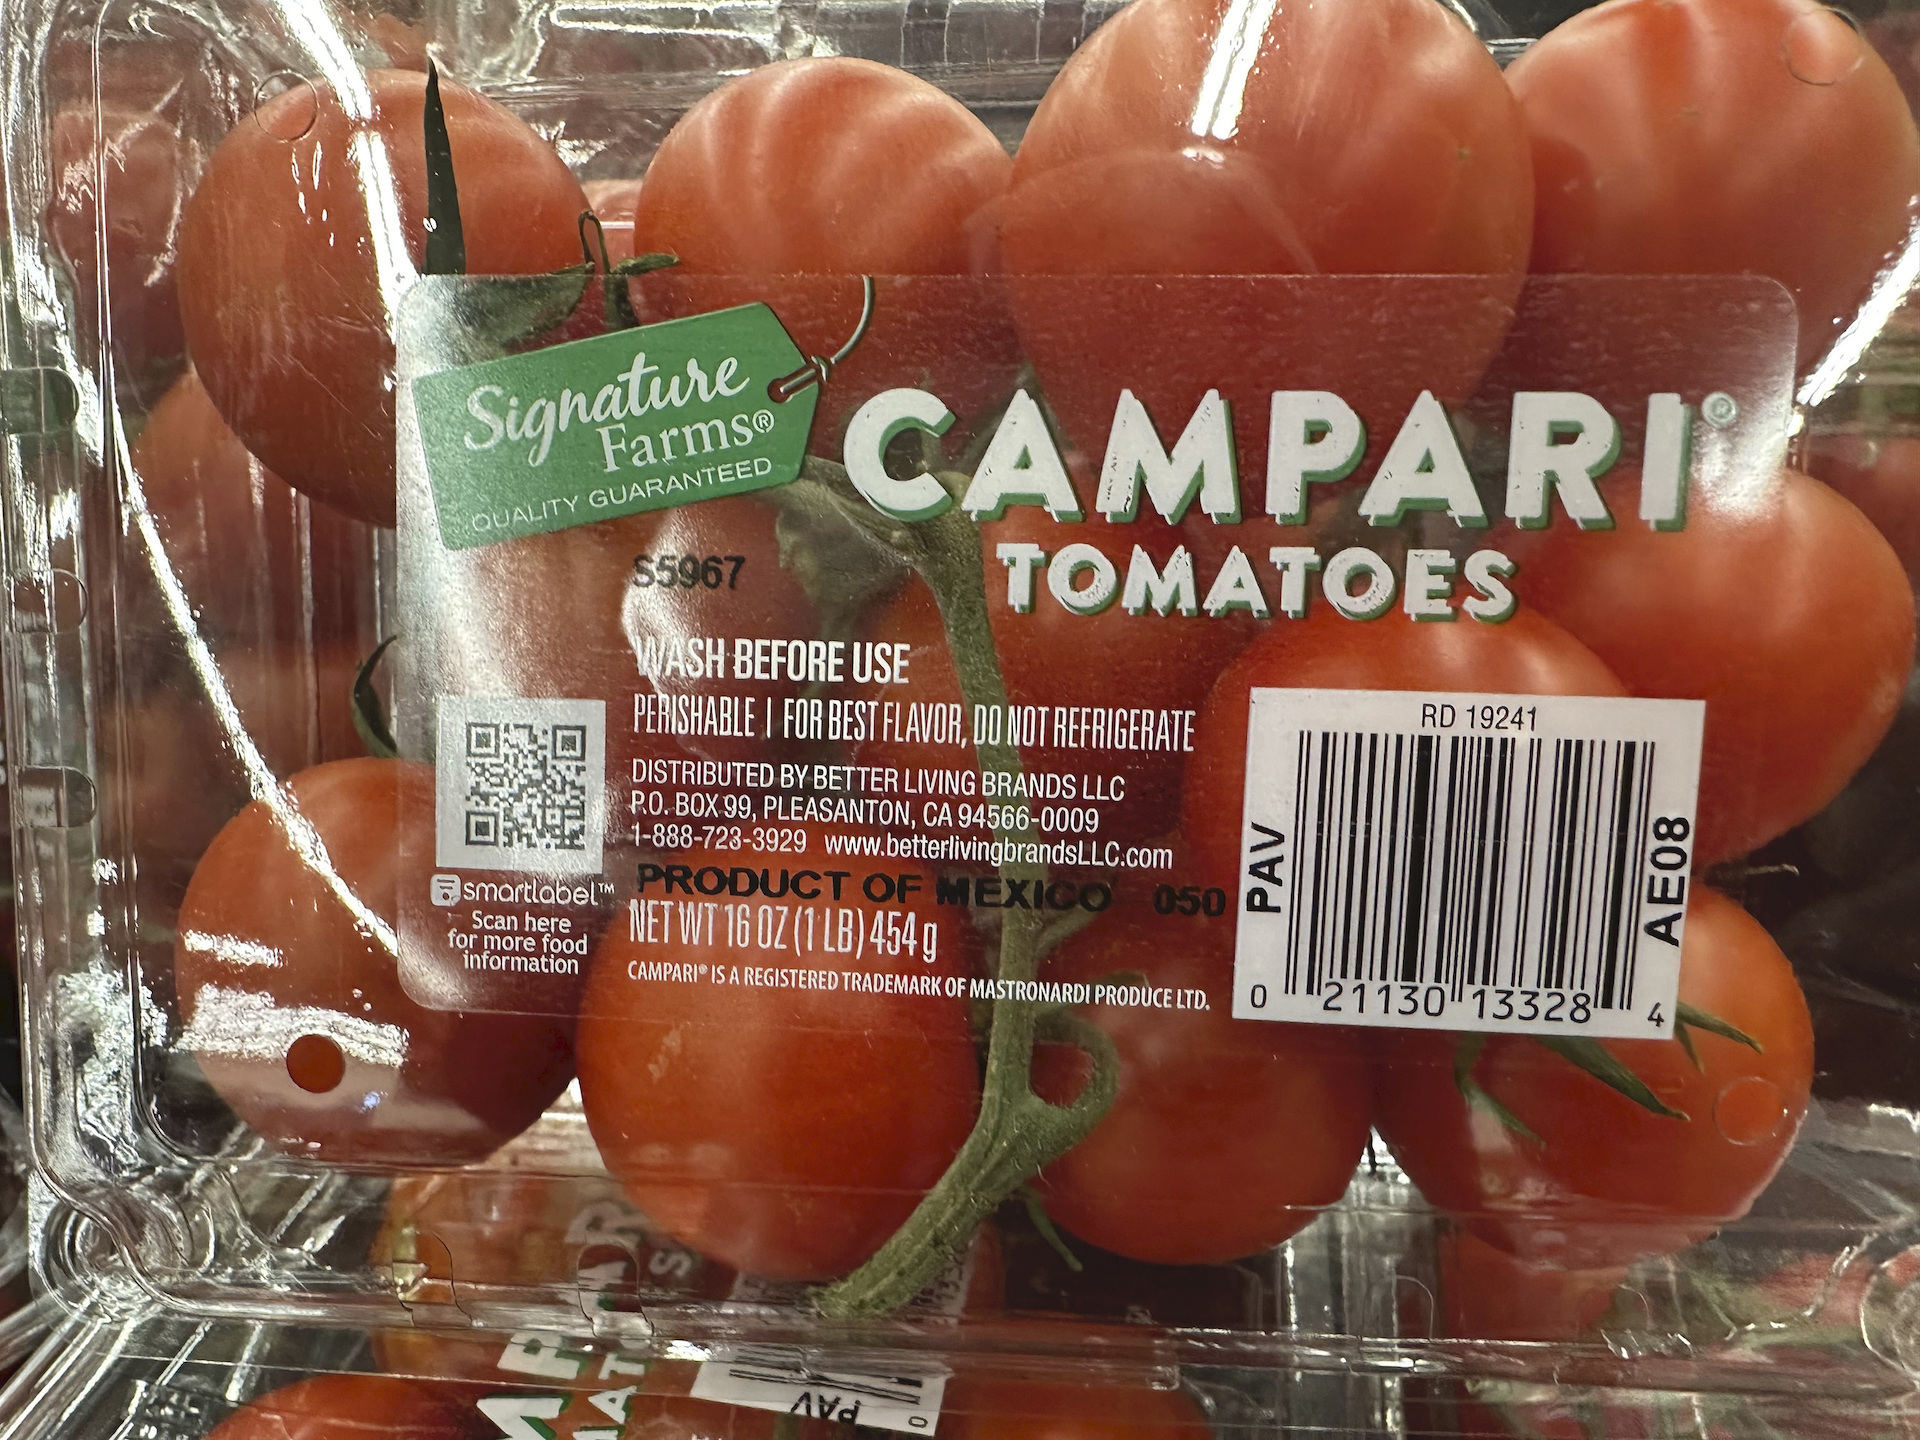 Signature
Farms®
QUALITY GUARANTEED
CAMPARI®
TOMATOES
S5967
WASH BEFORE USE
PERISHABLE | FOR BEST FLAVOR, DO NOT REFRIGERATE
DISTRIBUTED BY BETTER LIVING BRANDS LLC
P.O. BOX 99, PLEASANTON, CA 94566-0009
1-888-723-3929 www.betterlivingbrandsLLC.com
PRODUCT OF MEXICO 050
NET WT 16 OZ (1 LB) 454 g
CAMPARI® IS A REGISTERED TRADEMARK OF MASTRONARDI PRODUCE LTD.
smartlabel™
Scan here
for more food
information
RD 19241
PAV
AE08
0 21130 13328 4
PAV
0